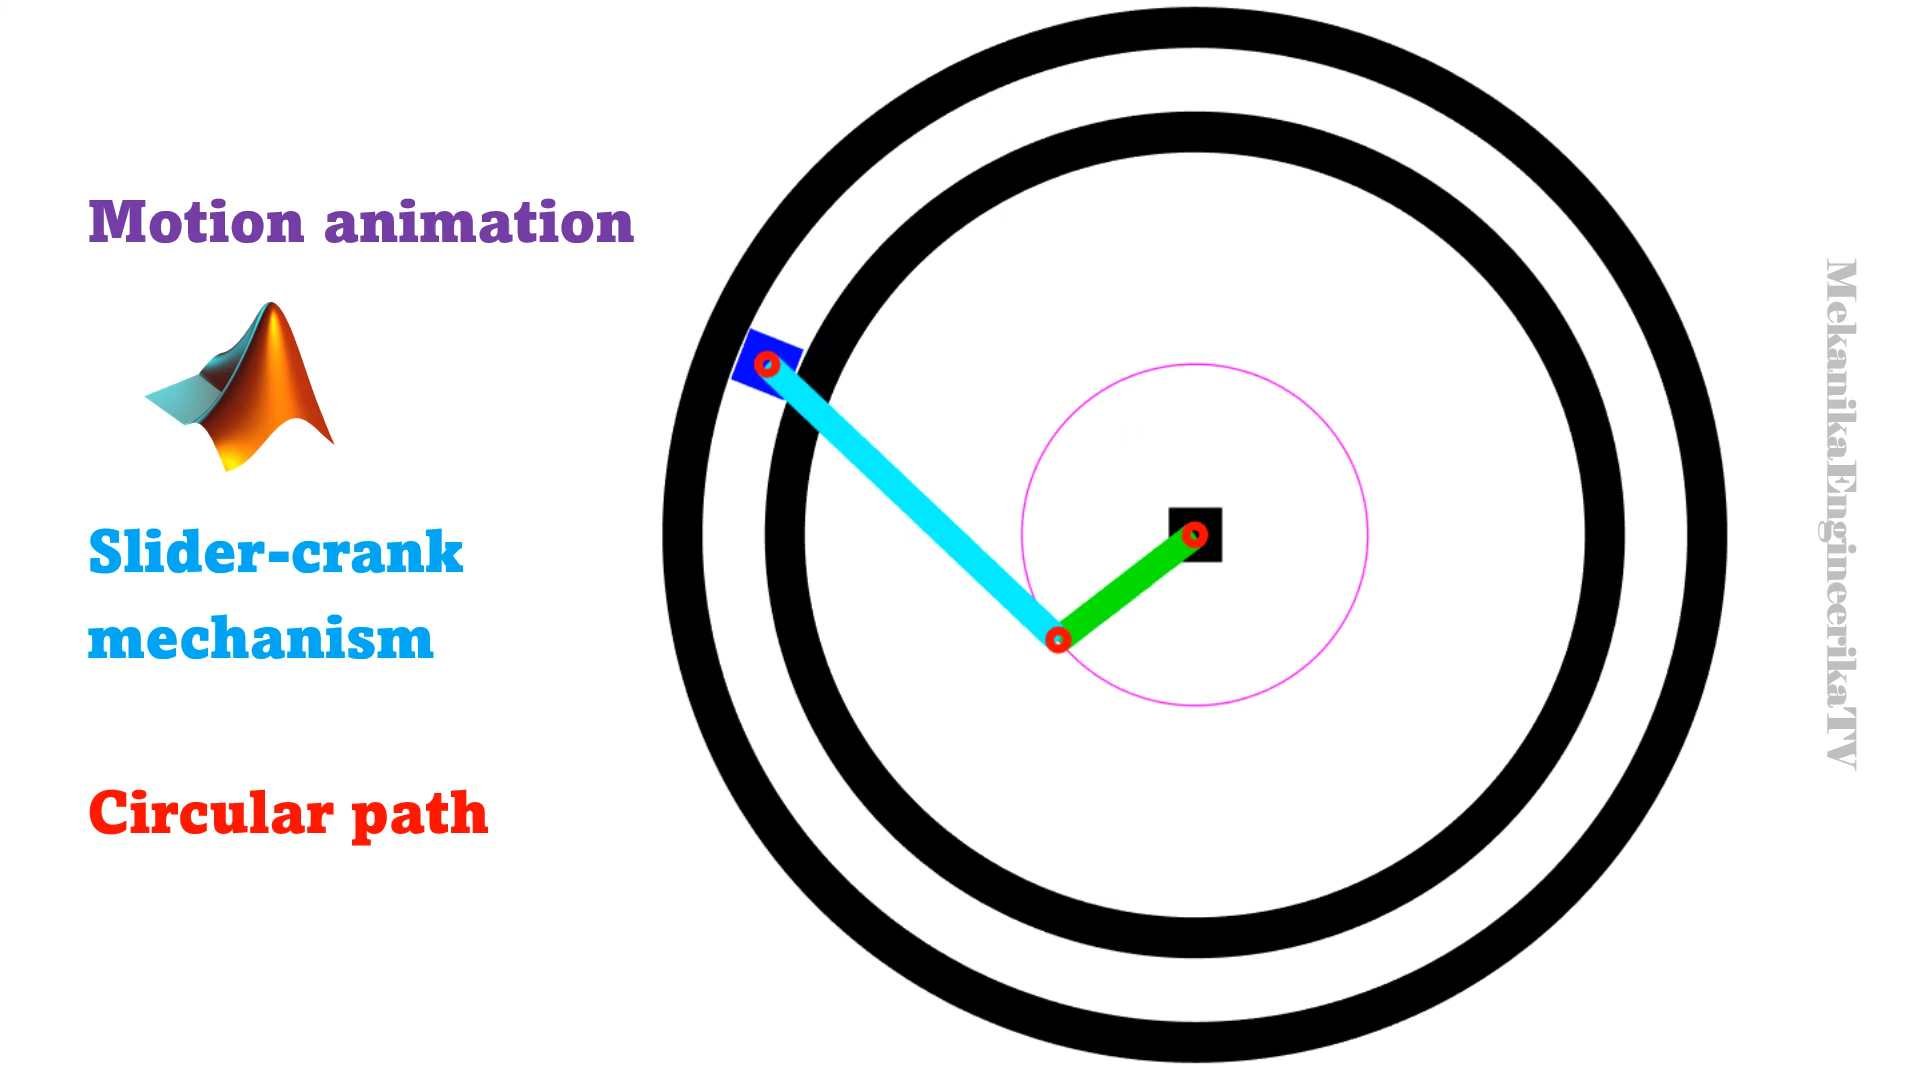 Motion animation
Slider-crank
mechanism
Circular path
MekanikaEngineerikaTV